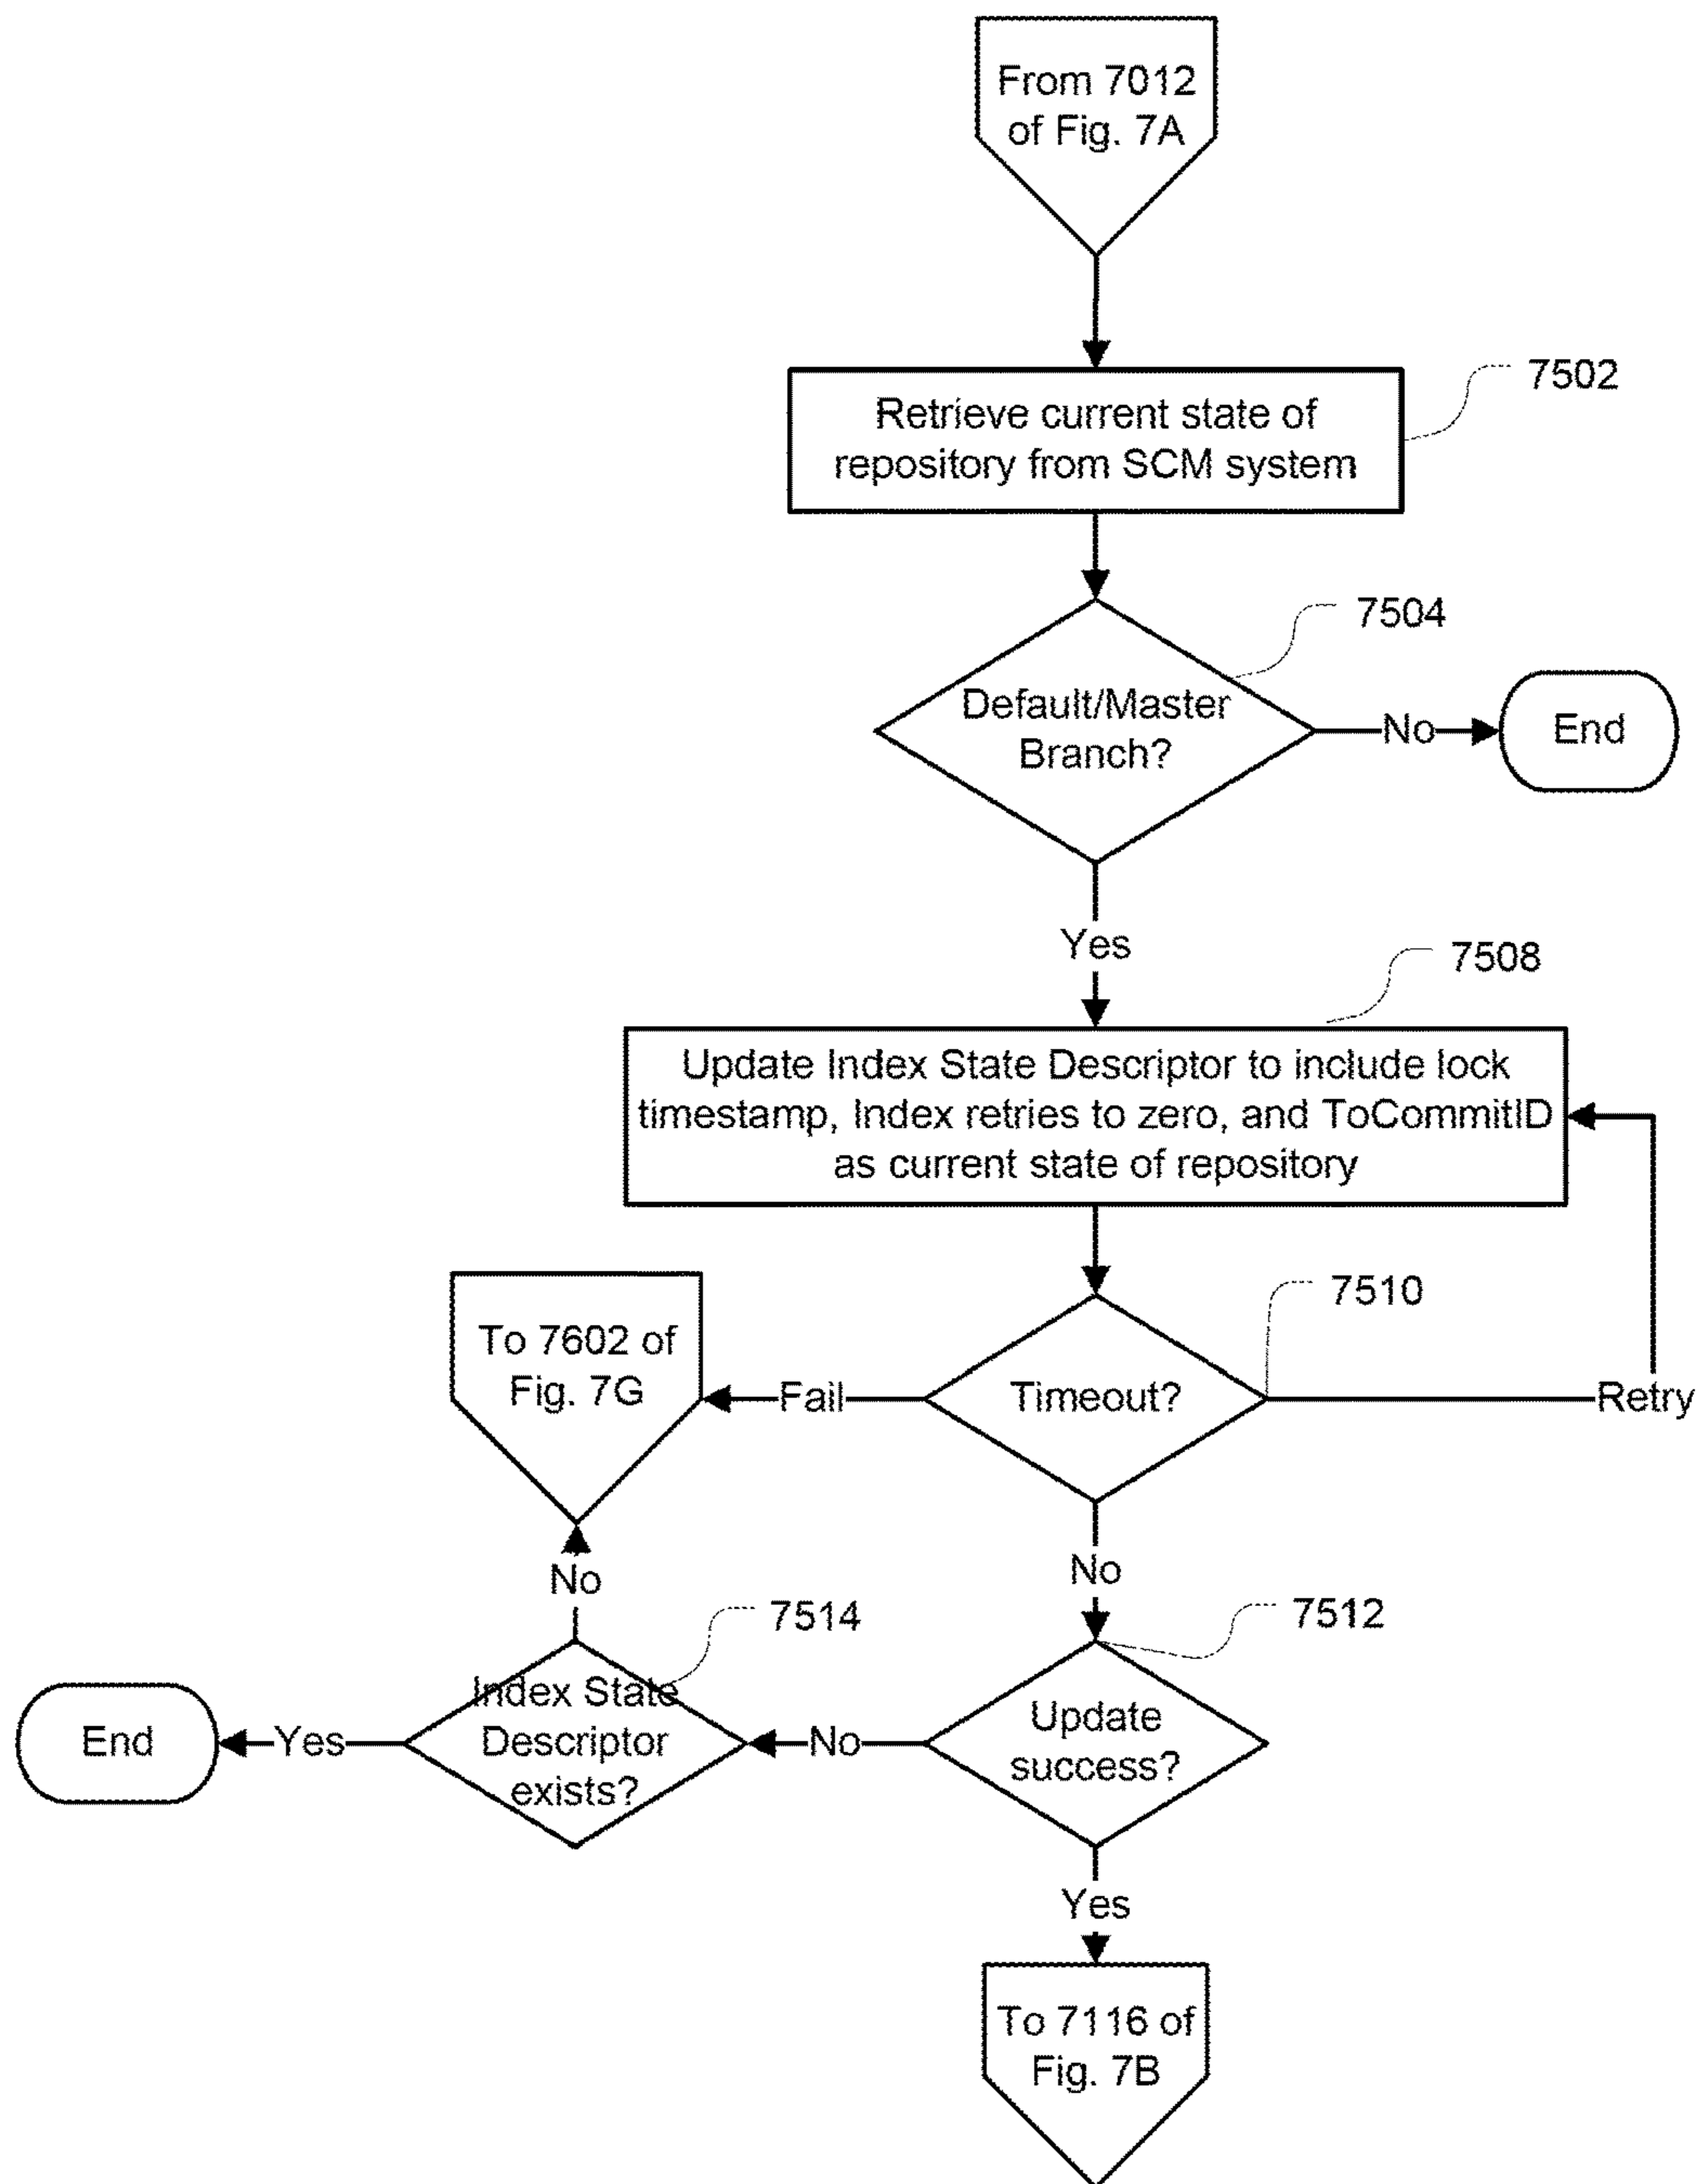 From 7012
of Fig. 7A
7502
Retrieve current state of
repository from SCM system
7504
Default/Master
Branch?
No
End
Yes
7508
Update Index State Descriptor to include lock
timestamp, Index retries to zero, and ToCommitID
as current state of repository
7510
To 7602 of
Fig. 7G
Fail
Timeout?
Retry
No
No
7514
7512
Index State
Descriptor
exists?
End
Yes
No
Update
success?
Yes
To 7116 of
Fig. 7B